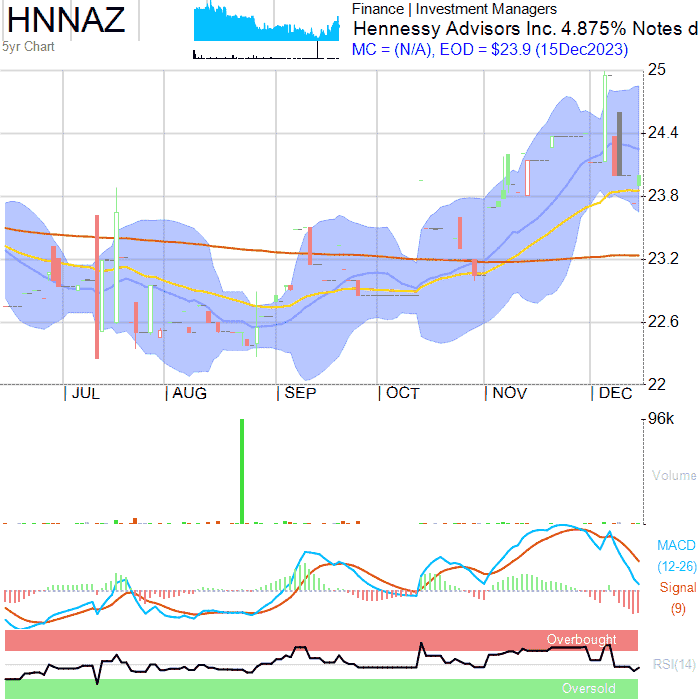 HNNAZ
5yr Chart
Finance | Investment Managers
Hennessy Advisors Inc. 4.875% Notes d
MC = (N/A), EOD = $23.9 (15Dec2023)
25
24.4
23.8
23.2
22.6
22
| JUL | AUG | SEP | OCT | NOV | DEC
96k
Volume
MACD
(12-26)
Signal
(9)
Overbought
RSI(14)
Oversold